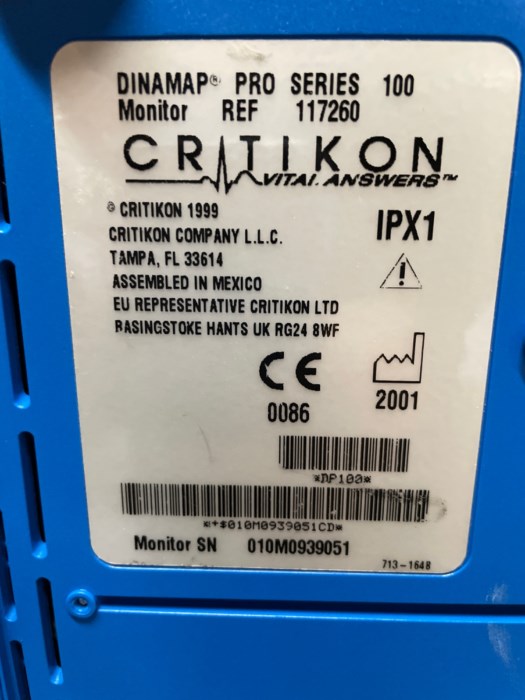 DINAMAP® PRO SERIES 100
Monitor REF 117260
CRITIKON
VITAL ANSWERS™
© CRITIKON 1999
CRITIKON COMPANY L.L.C.
TAMPA, FL 33614
ASSEMBLED IN MEXICO
EU REPRESENTATIVE CRITIKON LTD
BASINGSTOKE HANTS UK RG24 8WF
IPX1
CE
0086
2001
*DP100*
*+$010M0939051CD*
Monitor SN 010M0939051
713-1648